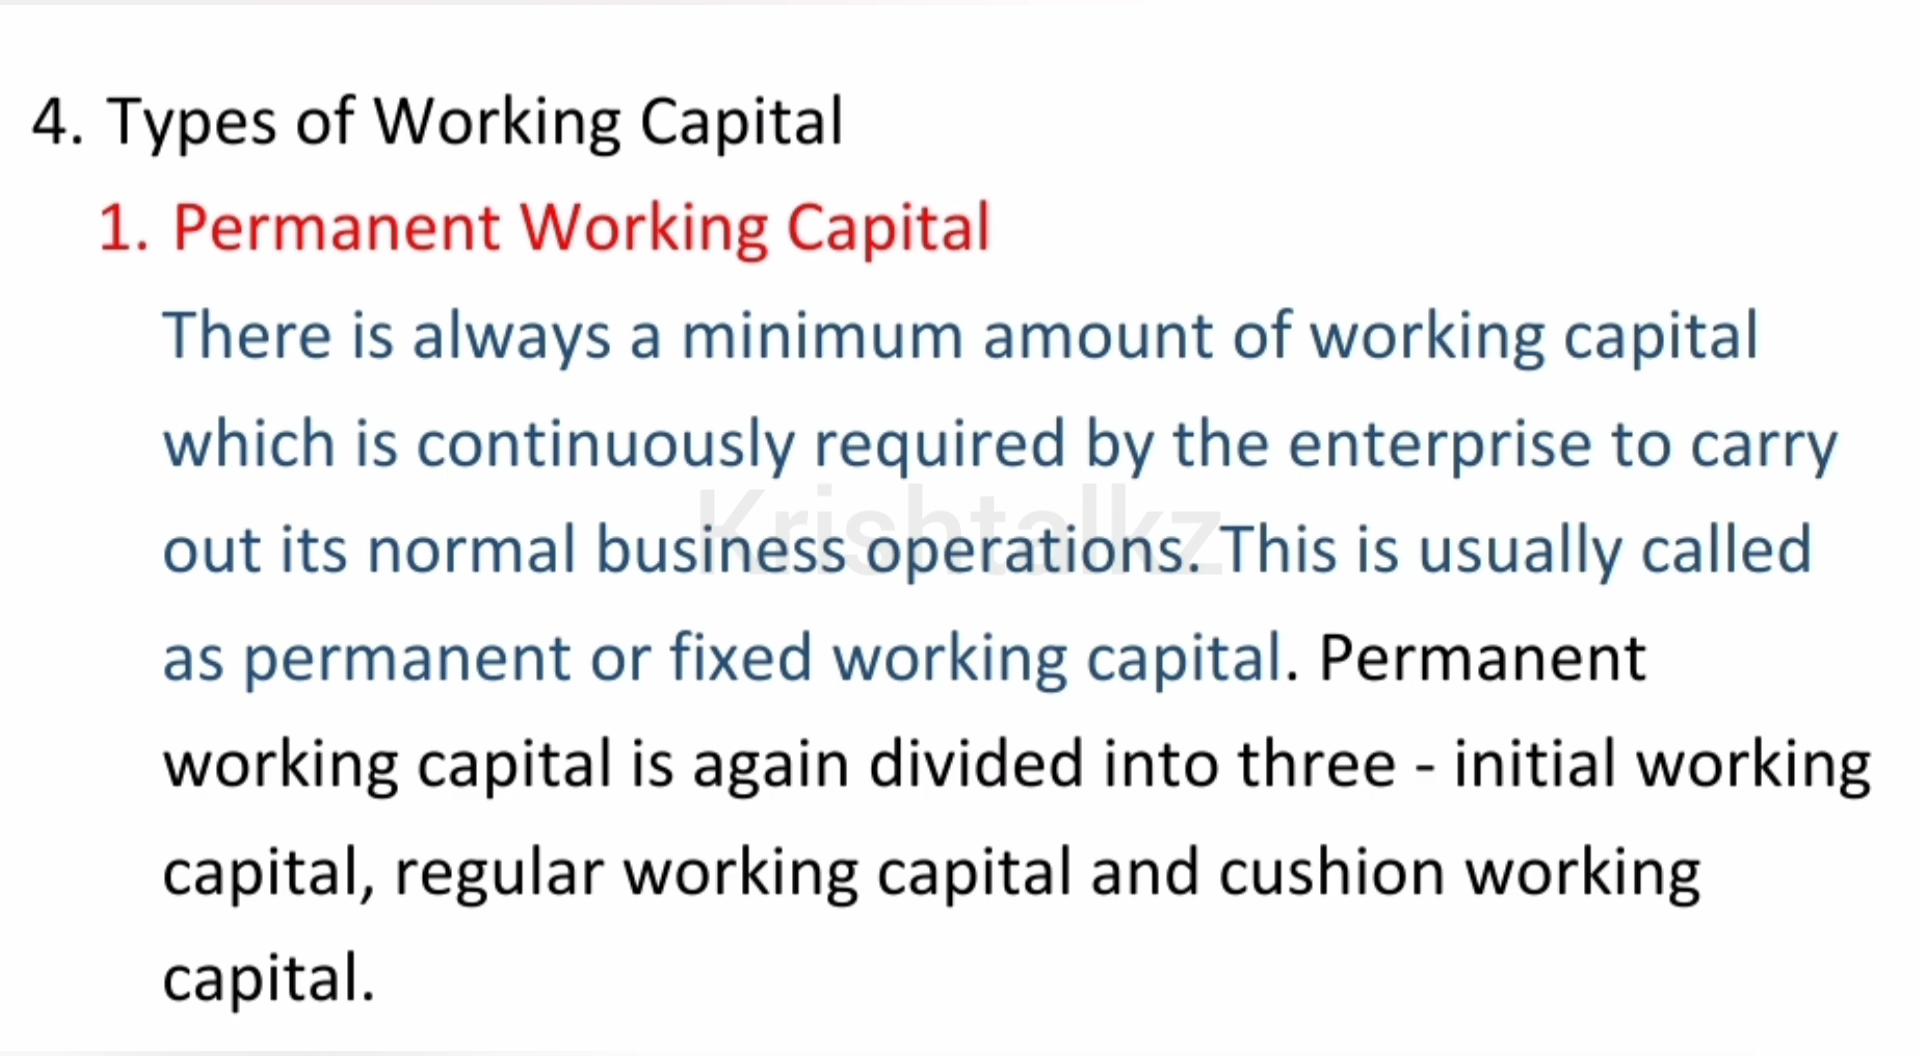 4. Types of Working Capital
1. Permanent Working Capital
There is always a minimum amount of working capital
which is continuously required by the enterprise to carry
Krishtalkz
out its normal business operations. This is usually called
as permanent or fixed working capital. Permanent
working capital is again divided into three - initial working
capital, regular working capital and cushion working
capital.